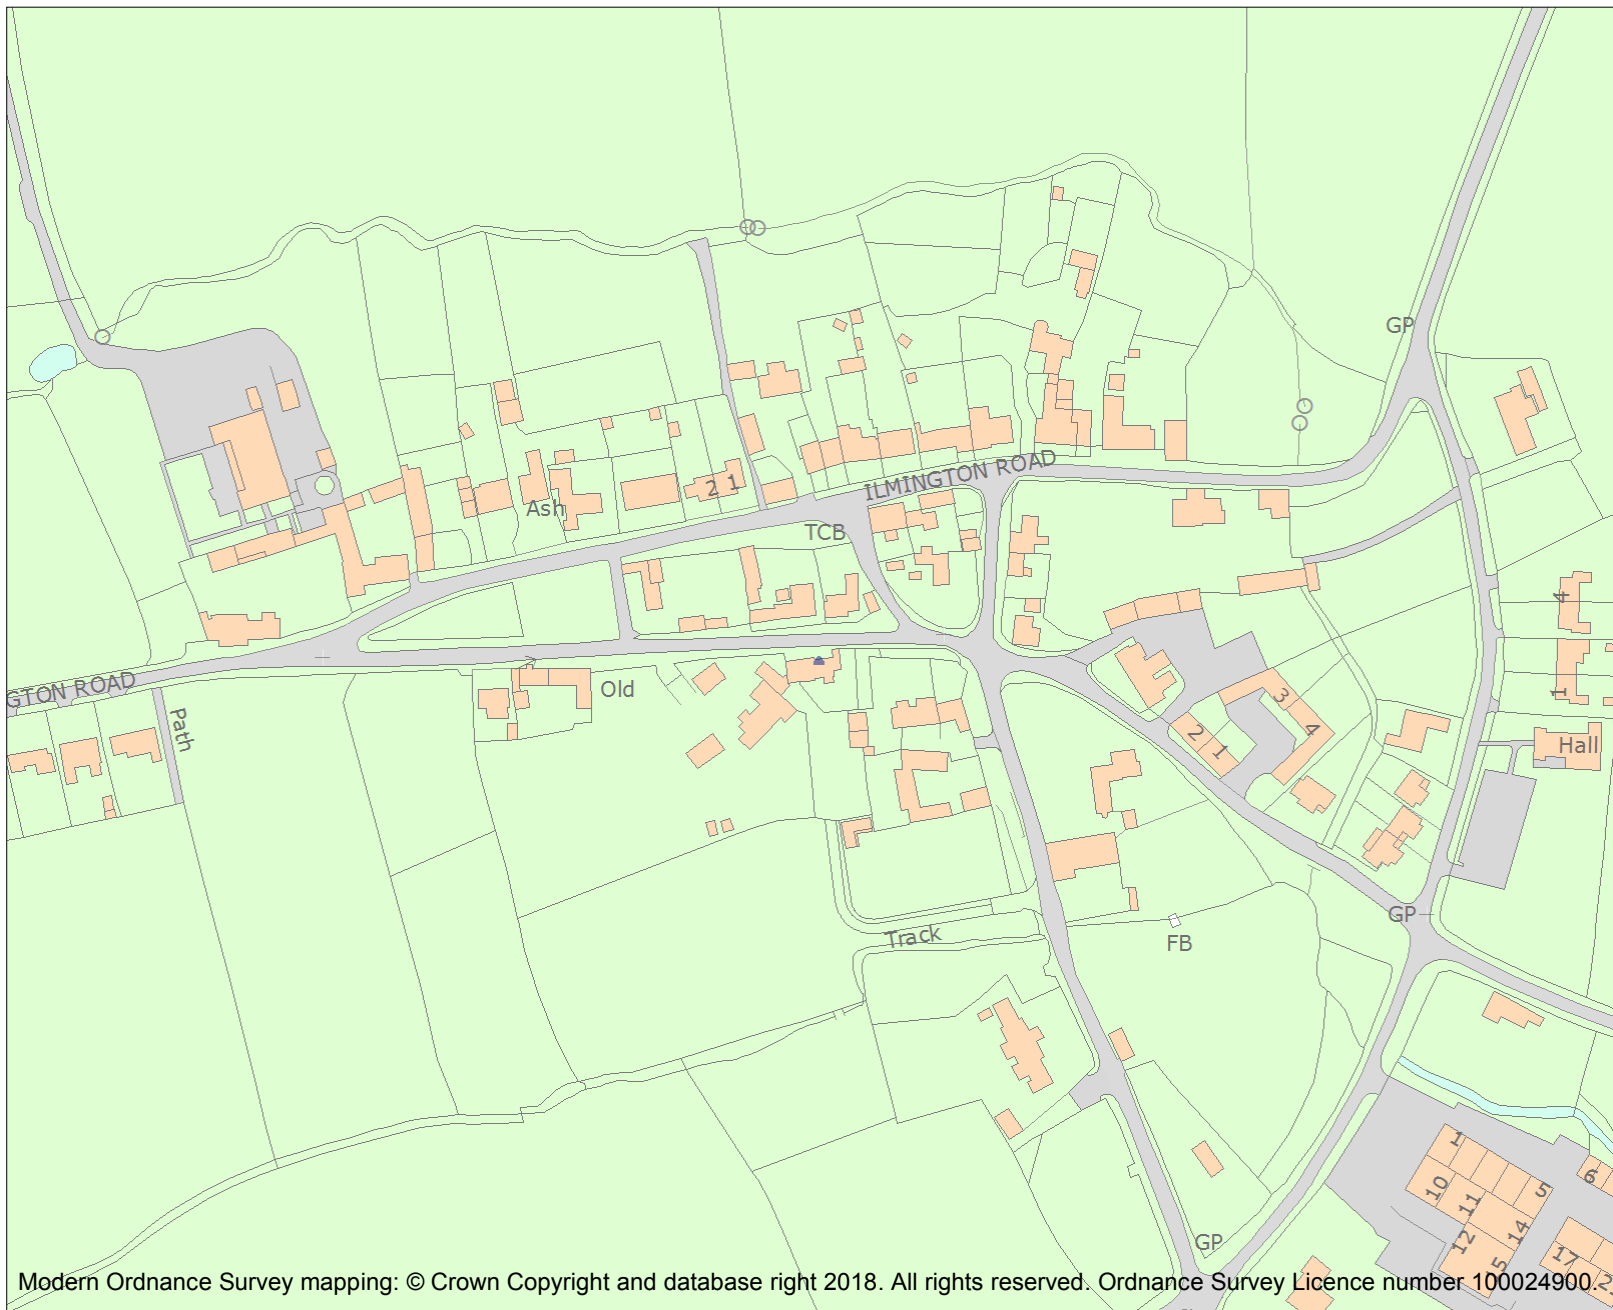 GP
2 1
ILMINGTON ROAD
Ash
TCB
4
GTON ROAD
Path
Old
1
3
4
2
1
Hall
GP
Track
FB
1
10
11
5
6
12
14
GP
17
5
Modern Ordnance Survey mapping: © Crown Copyright and database right 2018. All rights reserved. Ordnance Survey Licence number 100024900.